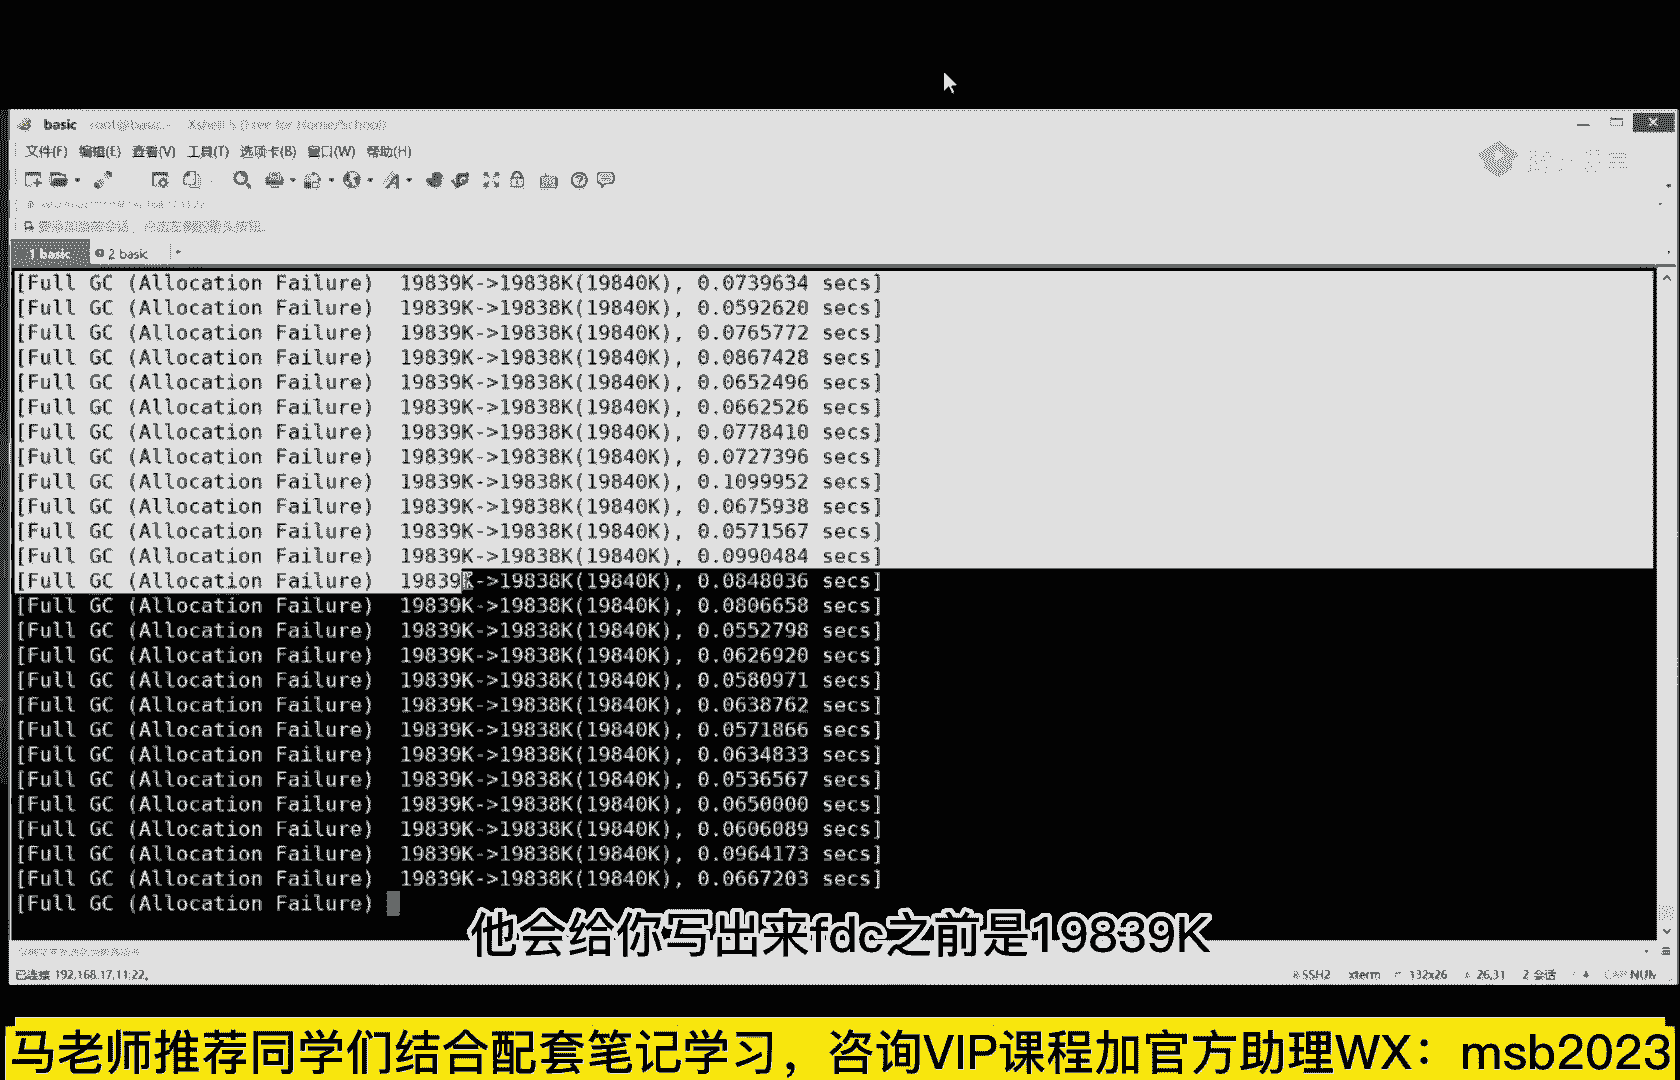 basic root@basic:~ - Xshell 5 (Free for Home/School)
文件(F) 编辑(E) 查看(V) 工具(T) 选项卡(B) 窗口(W) 帮助(H)
1 basic 2 basic
[Full GC (Allocation Failure)  19839K->19838K(19840K), 0.0739634 secs]
[Full GC (Allocation Failure)  19839K->19838K(19840K), 0.0592620 secs]
[Full GC (Allocation Failure)  19839K->19838K(19840K), 0.0765772 secs]
[Full GC (Allocation Failure)  19839K->19838K(19840K), 0.0867428 secs]
[Full GC (Allocation Failure)  19839K->19838K(19840K), 0.0652496 secs]
[Full GC (Allocation Failure)  19839K->19838K(19840K), 0.0662526 secs]
[Full GC (Allocation Failure)  19839K->19838K(19840K), 0.0778410 secs]
[Full GC (Allocation Failure)  19839K->19838K(19840K), 0.0727396 secs]
[Full GC (Allocation Failure)  19839K->19838K(19840K), 0.1099952 secs]
[Full GC (Allocation Failure)  19839K->19838K(19840K), 0.0675938 secs]
[Full GC (Allocation Failure)  19839K->19838K(19840K), 0.0571567 secs]
[Full GC (Allocation Failure)  19839K->19838K(19840K), 0.0990484 secs]
[Full GC (Allocation Failure)  19839K->19838K(19840K), 0.0848036 secs]
[Full GC (Allocation Failure)  19839K->19838K(19840K), 0.0806658 secs]
[Full GC (Allocation Failure)  19839K->19838K(19840K), 0.0552798 secs]
[Full GC (Allocation Failure)  19839K->19838K(19840K), 0.0626920 secs]
[Full GC (Allocation Failure)  19839K->19838K(19840K), 0.0580971 secs]
[Full GC (Allocation Failure)  19839K->19838K(19840K), 0.0638762 secs]
[Full GC (Allocation Failure)  19839K->19838K(19840K), 0.0571866 secs]
[Full GC (Allocation Failure)  19839K->19838K(19840K), 0.0634833 secs]
[Full GC (Allocation Failure)  19839K->19838K(19840K), 0.0536567 secs]
[Full GC (Allocation Failure)  19839K->19838K(19840K), 0.0650000 secs]
[Full GC (Allocation Failure)  19839K->19838K(19840K), 0.0606089 secs]
[Full GC (Allocation Failure)  19839K->19838K(19840K), 0.0964173 secs]
[Full GC (Allocation Failure)  19839K->19838K(19840K), 0.0667203 secs]
[Full GC (Allocation Failure)
他会给你写出来fdc之前是19839K
已连接 192.168.17.11:22。 SSH2 xterm 132x26 26,31 2 会话 CAP NUM
马老师推荐同学们结合配套笔记学习，咨询VIP课程加官方助理WX：msb2023